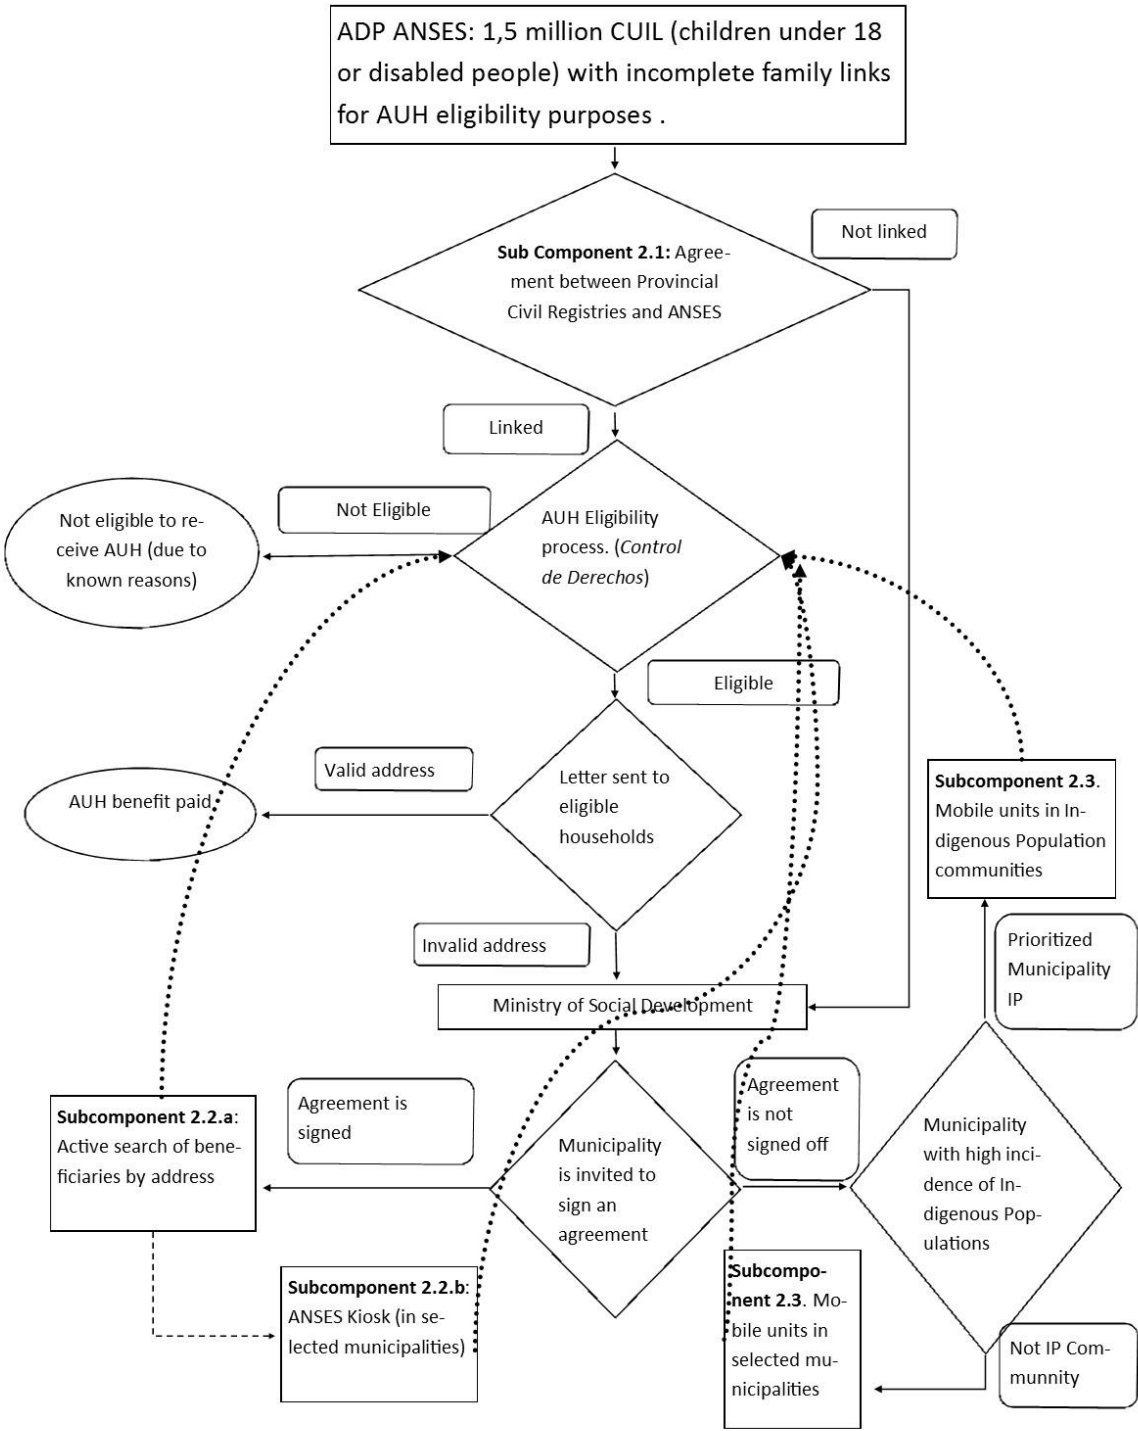 ADP ANSES: 1,5 million CUIL (children under 18
or disabled people) with incomplete family links
for AUH eligibility purposes .
Not linked
Sub Component 2.1: Agree-
ment between Provincial
Civil Registries and ANSES
Linked
Not Eligible
Not eligible to re-
ceive AUH (due to
known reasons)
AUH Eligibility
process. (Control
de Derechos)
Eligible
Valid address
AUH benefit paid
Letter sent to
eligible
households
Subcomponent 2.3.
Mobile units in In-
digenous Population
communities
Invalid address
Prioritized
Municipality
IP
Ministry of Social Development
Agreement is
signed
Agreement
is not
signed off
Subcomponent 2.2.a:
Active search of bene-
ficiaries by address
Municipality
is invited to
sign an
agreement
Municipality
with high inci-
dence of In-
digenous Pop-
ulations
Subcomponent 2.2.b:
ANSES Kiosk (in se-
lected municipalities)
Subcompo-
nent 2.3. Mo-
bile units in
selected mu-
nicipalities
Not IP Com-
munnity